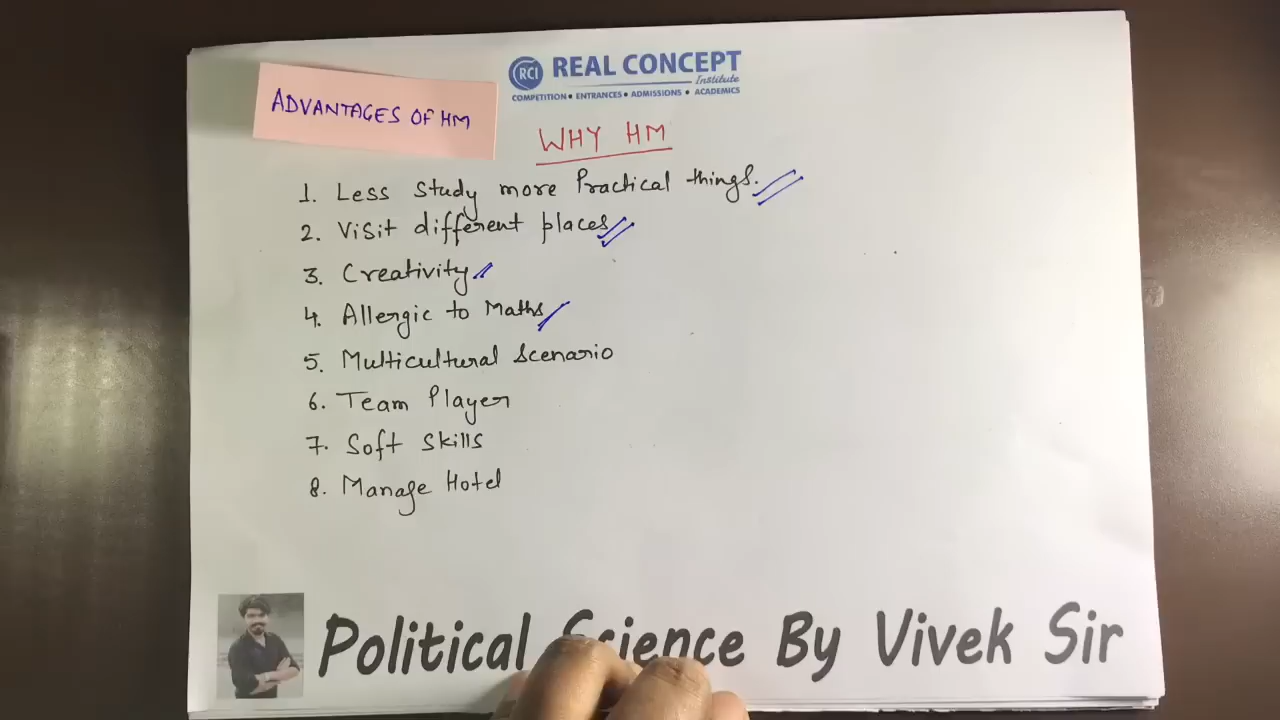 ADVANTAGES OF HM
RCI REAL CONCEPT
Institute
COMPETITION • ENTRANCES • ADMISSIONS • ACADEMICS
WHY HM
1. Less study more Practical things.
2. Visit different places
3. Creativity
4. Allergic to Maths
5. Multicultural Scenario
6. Team Player
7. Soft Skills
8. Manage Hotel
Political Science By Vivek Sir